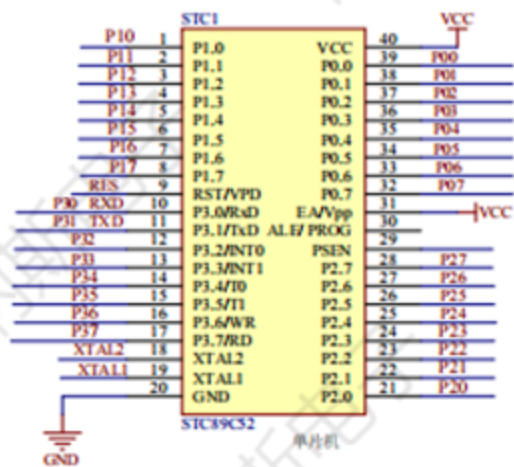 STC1
VCC
P10 1 P1.0 VCC 40
P11 2 P1.1 P0.0 39 P00
P12 3 P1.2 P0.1 38 P01
P13 4 P1.3 P0.2 37 P02
P14 5 P1.4 P0.3 36 P03
P15 6 P1.5 P0.4 35 P04
P16 7 P1.6 P0.5 34 P05
P17 8 P1.7 P0.6 33 P06
RES 9 RST/VPD P0.7 32 P07
P30 RXD 10 P3.0/RxD EA/Vpp 31 VCC
P31 TXD 11 P3.1/TxD ALE/PROG 30
P32 12 P3.2/INT0 PSEN 29
P33 13 P3.3/INT1 P2.7 28 P27
P34 14 P3.4/T0 P2.6 27 P26
P35 15 P3.5/T1 P2.5 26 P25
P36 16 P3.6/WR P2.4 25 P24
P37 17 P3.7/RD P2.3 24 P23
XTAL2 18 XTAL2 P2.2 23 P22
XTAL1 19 XTAL1 P2.1 22 P21
20 GND P2.0 21 P20
STC89C52
单片机
GND